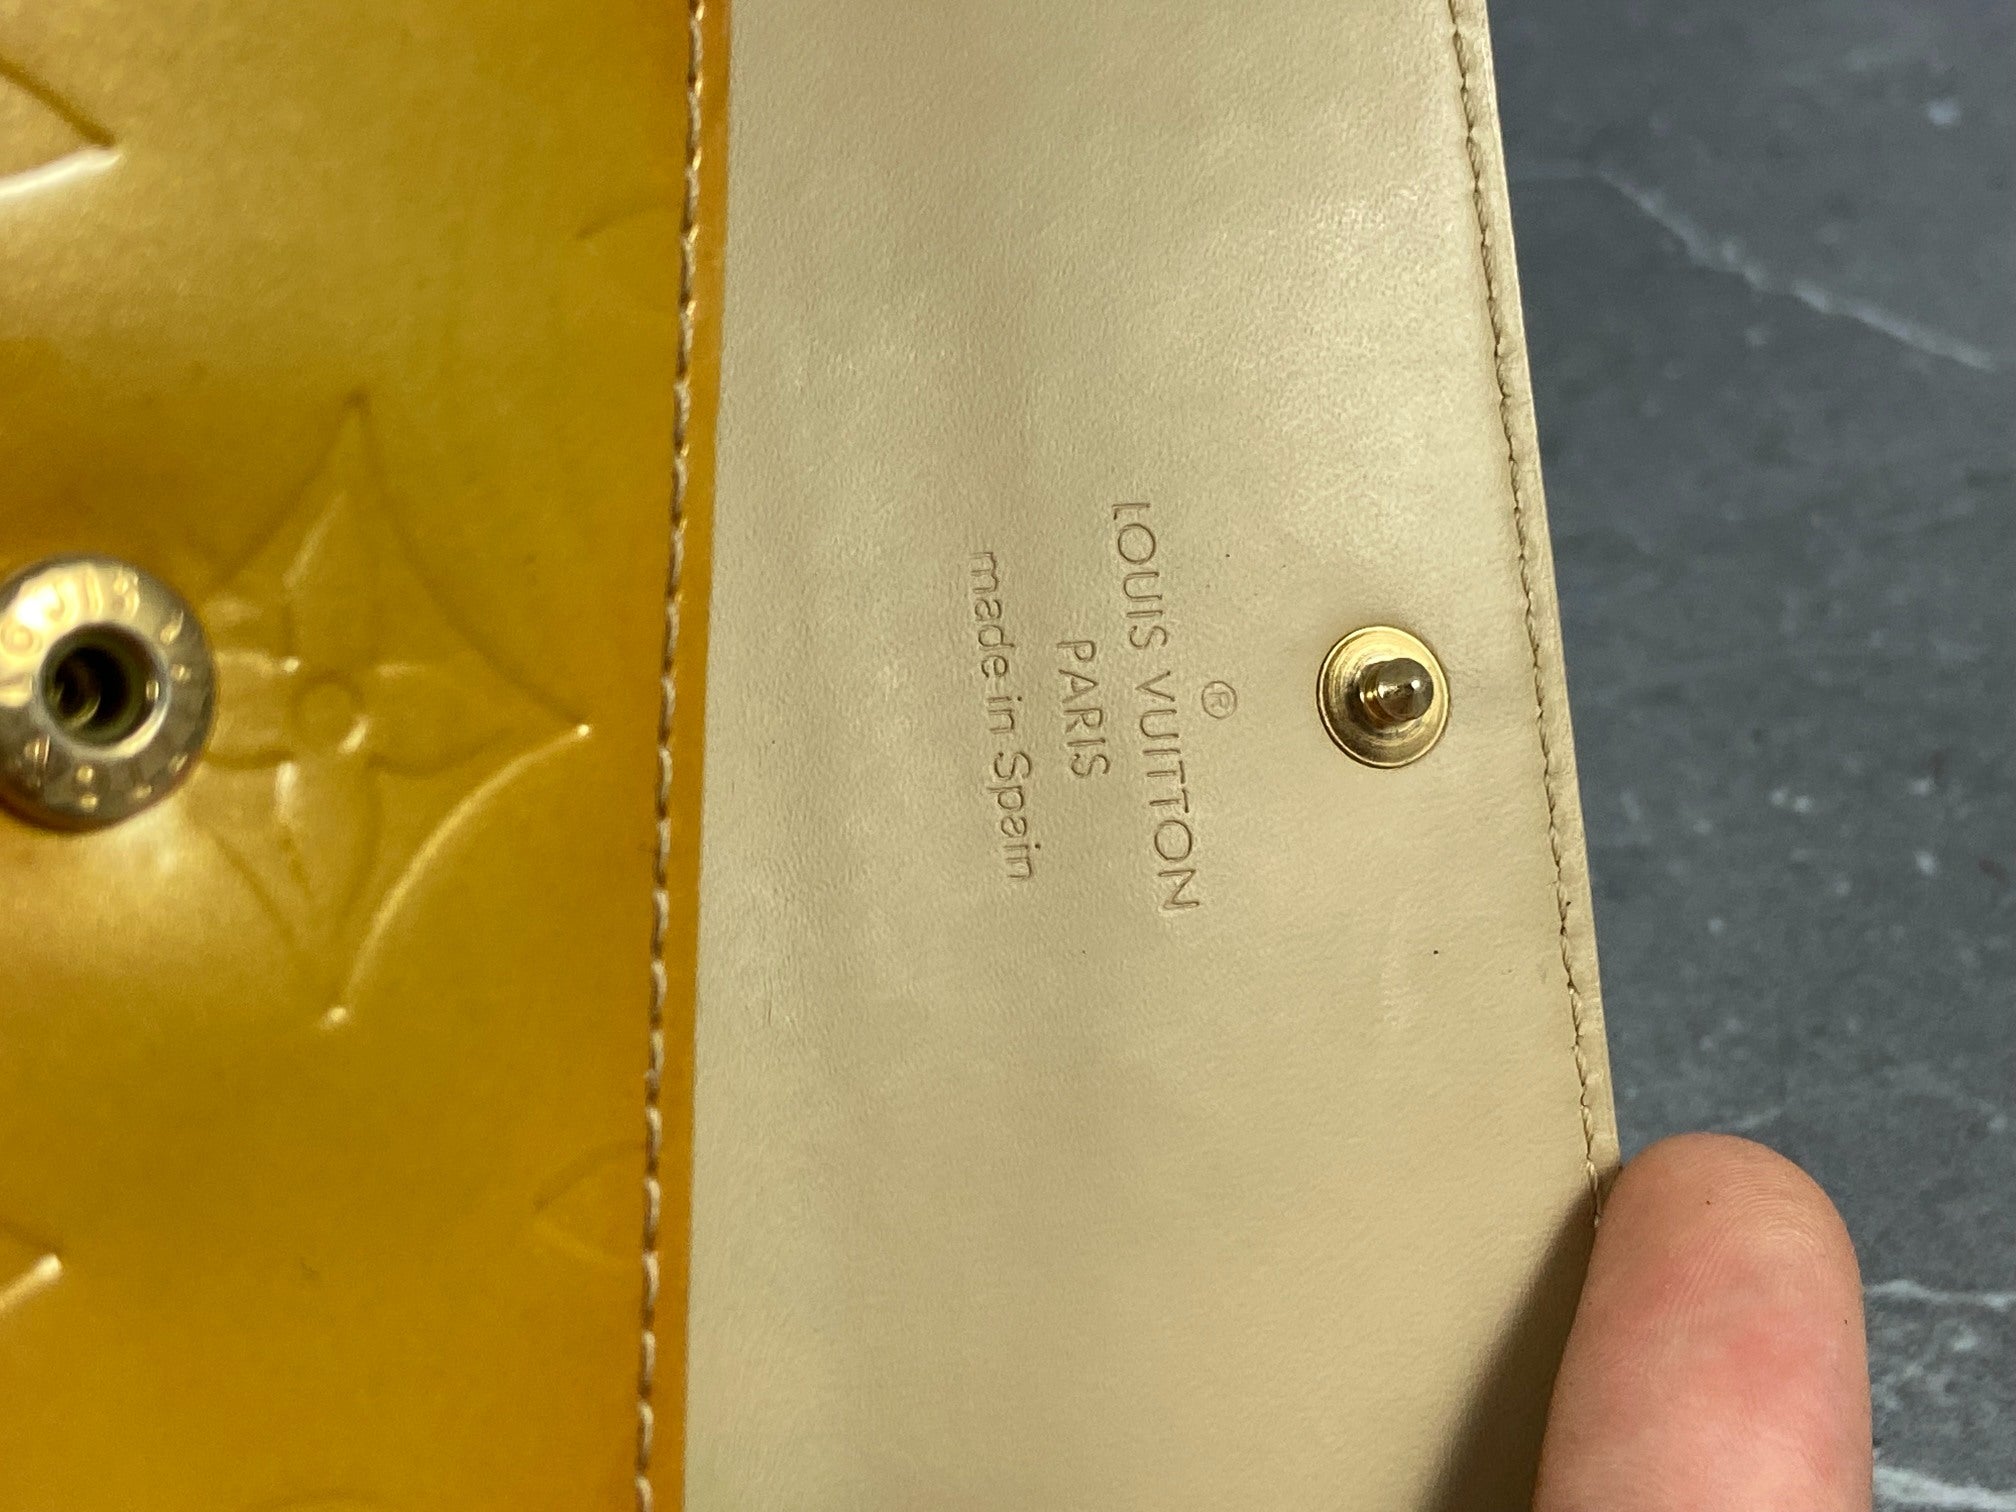 ®
LOUIS VUITTON
PARIS
made in Spain